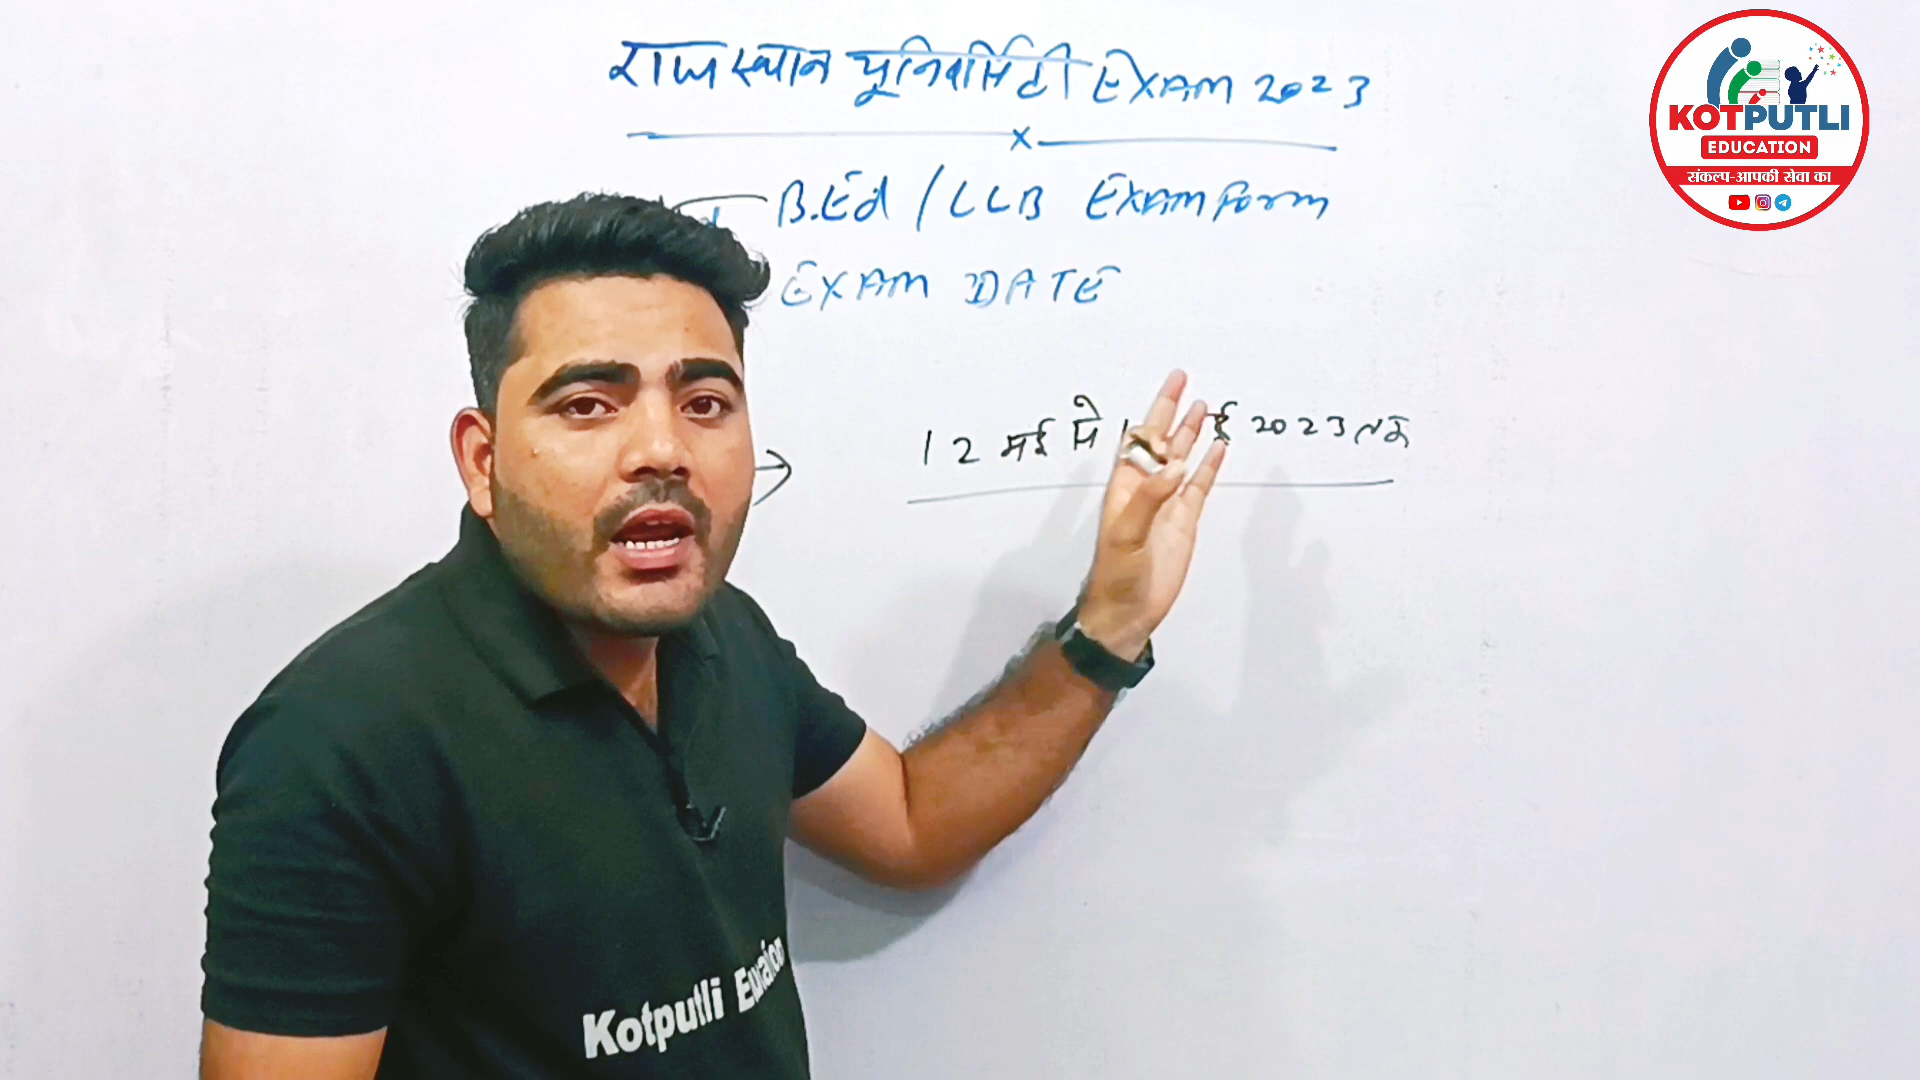 राजस्थान यूनिवर्सिटी EXAM 2023
x
B.Ed / LLB EXAM Form
EXAM DATE
12 मई से 2023 तक
KOTPUTLI
EDUCATION
संकल्प-आपकी सेवा का
Kotputli Eucaion